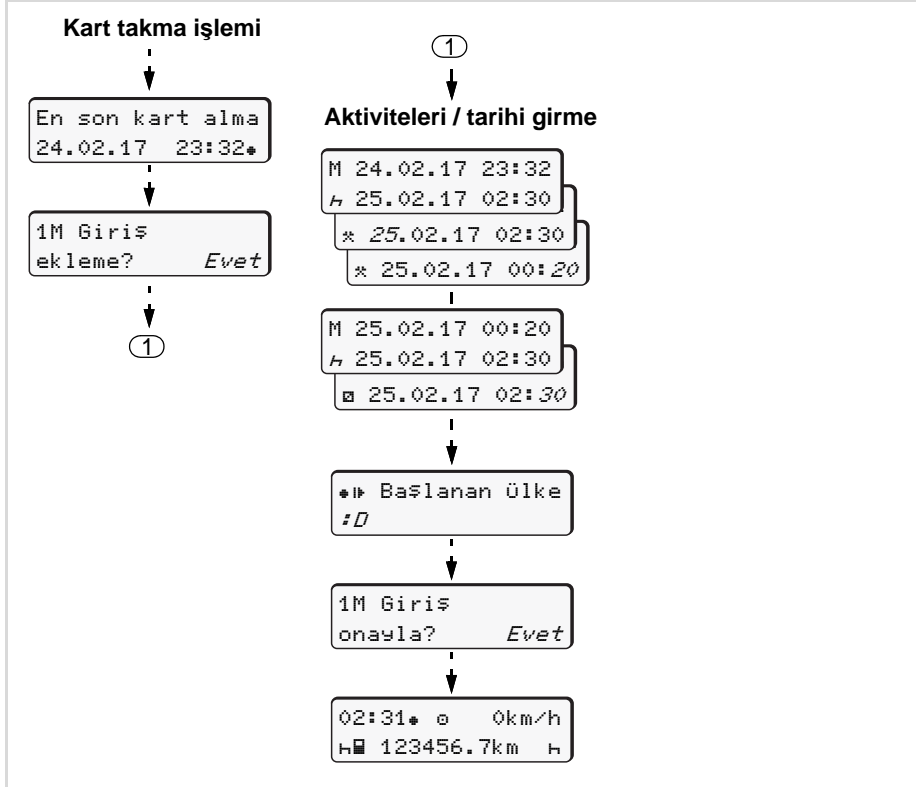 Kart takma işlemi
En son kart alma
24.02.17 23:32
1M Giriş
ekleme? Evet
1
1
Aktiviteleri / tarihi girme
M 24.02.17 23:32
25.02.17 02:30
25.02.17 02:30
25.02.17 00:20
M 25.02.17 00:20
25.02.17 02:30
25.02.17 02:30
Başlanan ülke
:D
1M Giriş
onayla? Evet
02:31 0km/h
123456.7km